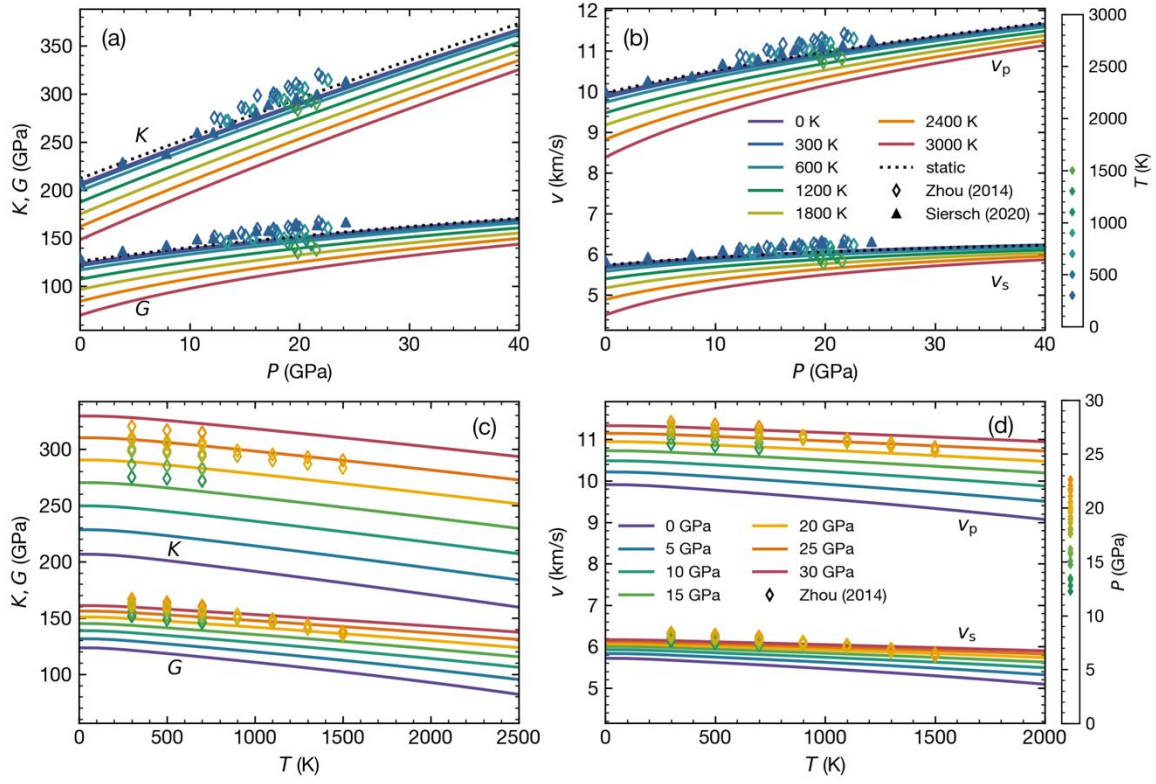 (a)
350
300
250
200
150
100
K, G (GPa)
K
G
0 10 20 30 40
P (GPa)
(b)
12
11
10
9
8
7
6
5
v (km/s)
vp
vs
0 K
300 K
600 K
1200 K
1800 K
2400 K
3000 K
static
Zhou (2014)
Siersch (2020)
0 10 20 30 40
P (GPa)
3000
2500
2000
1500
1000
500
0
T (K)
(c)
300
250
200
150
100
K, G (GPa)
K
G
0 500 1000 1500 2000 2500
T (K)
(d)
11
10
9
8
7
6
5
v (km/s)
vp
vs
0 GPa
5 GPa
10 GPa
15 GPa
20 GPa
25 GPa
30 GPa
Zhou (2014)
0 500 1000 1500 2000
T (K)
30
20
10
0
P (GPa)